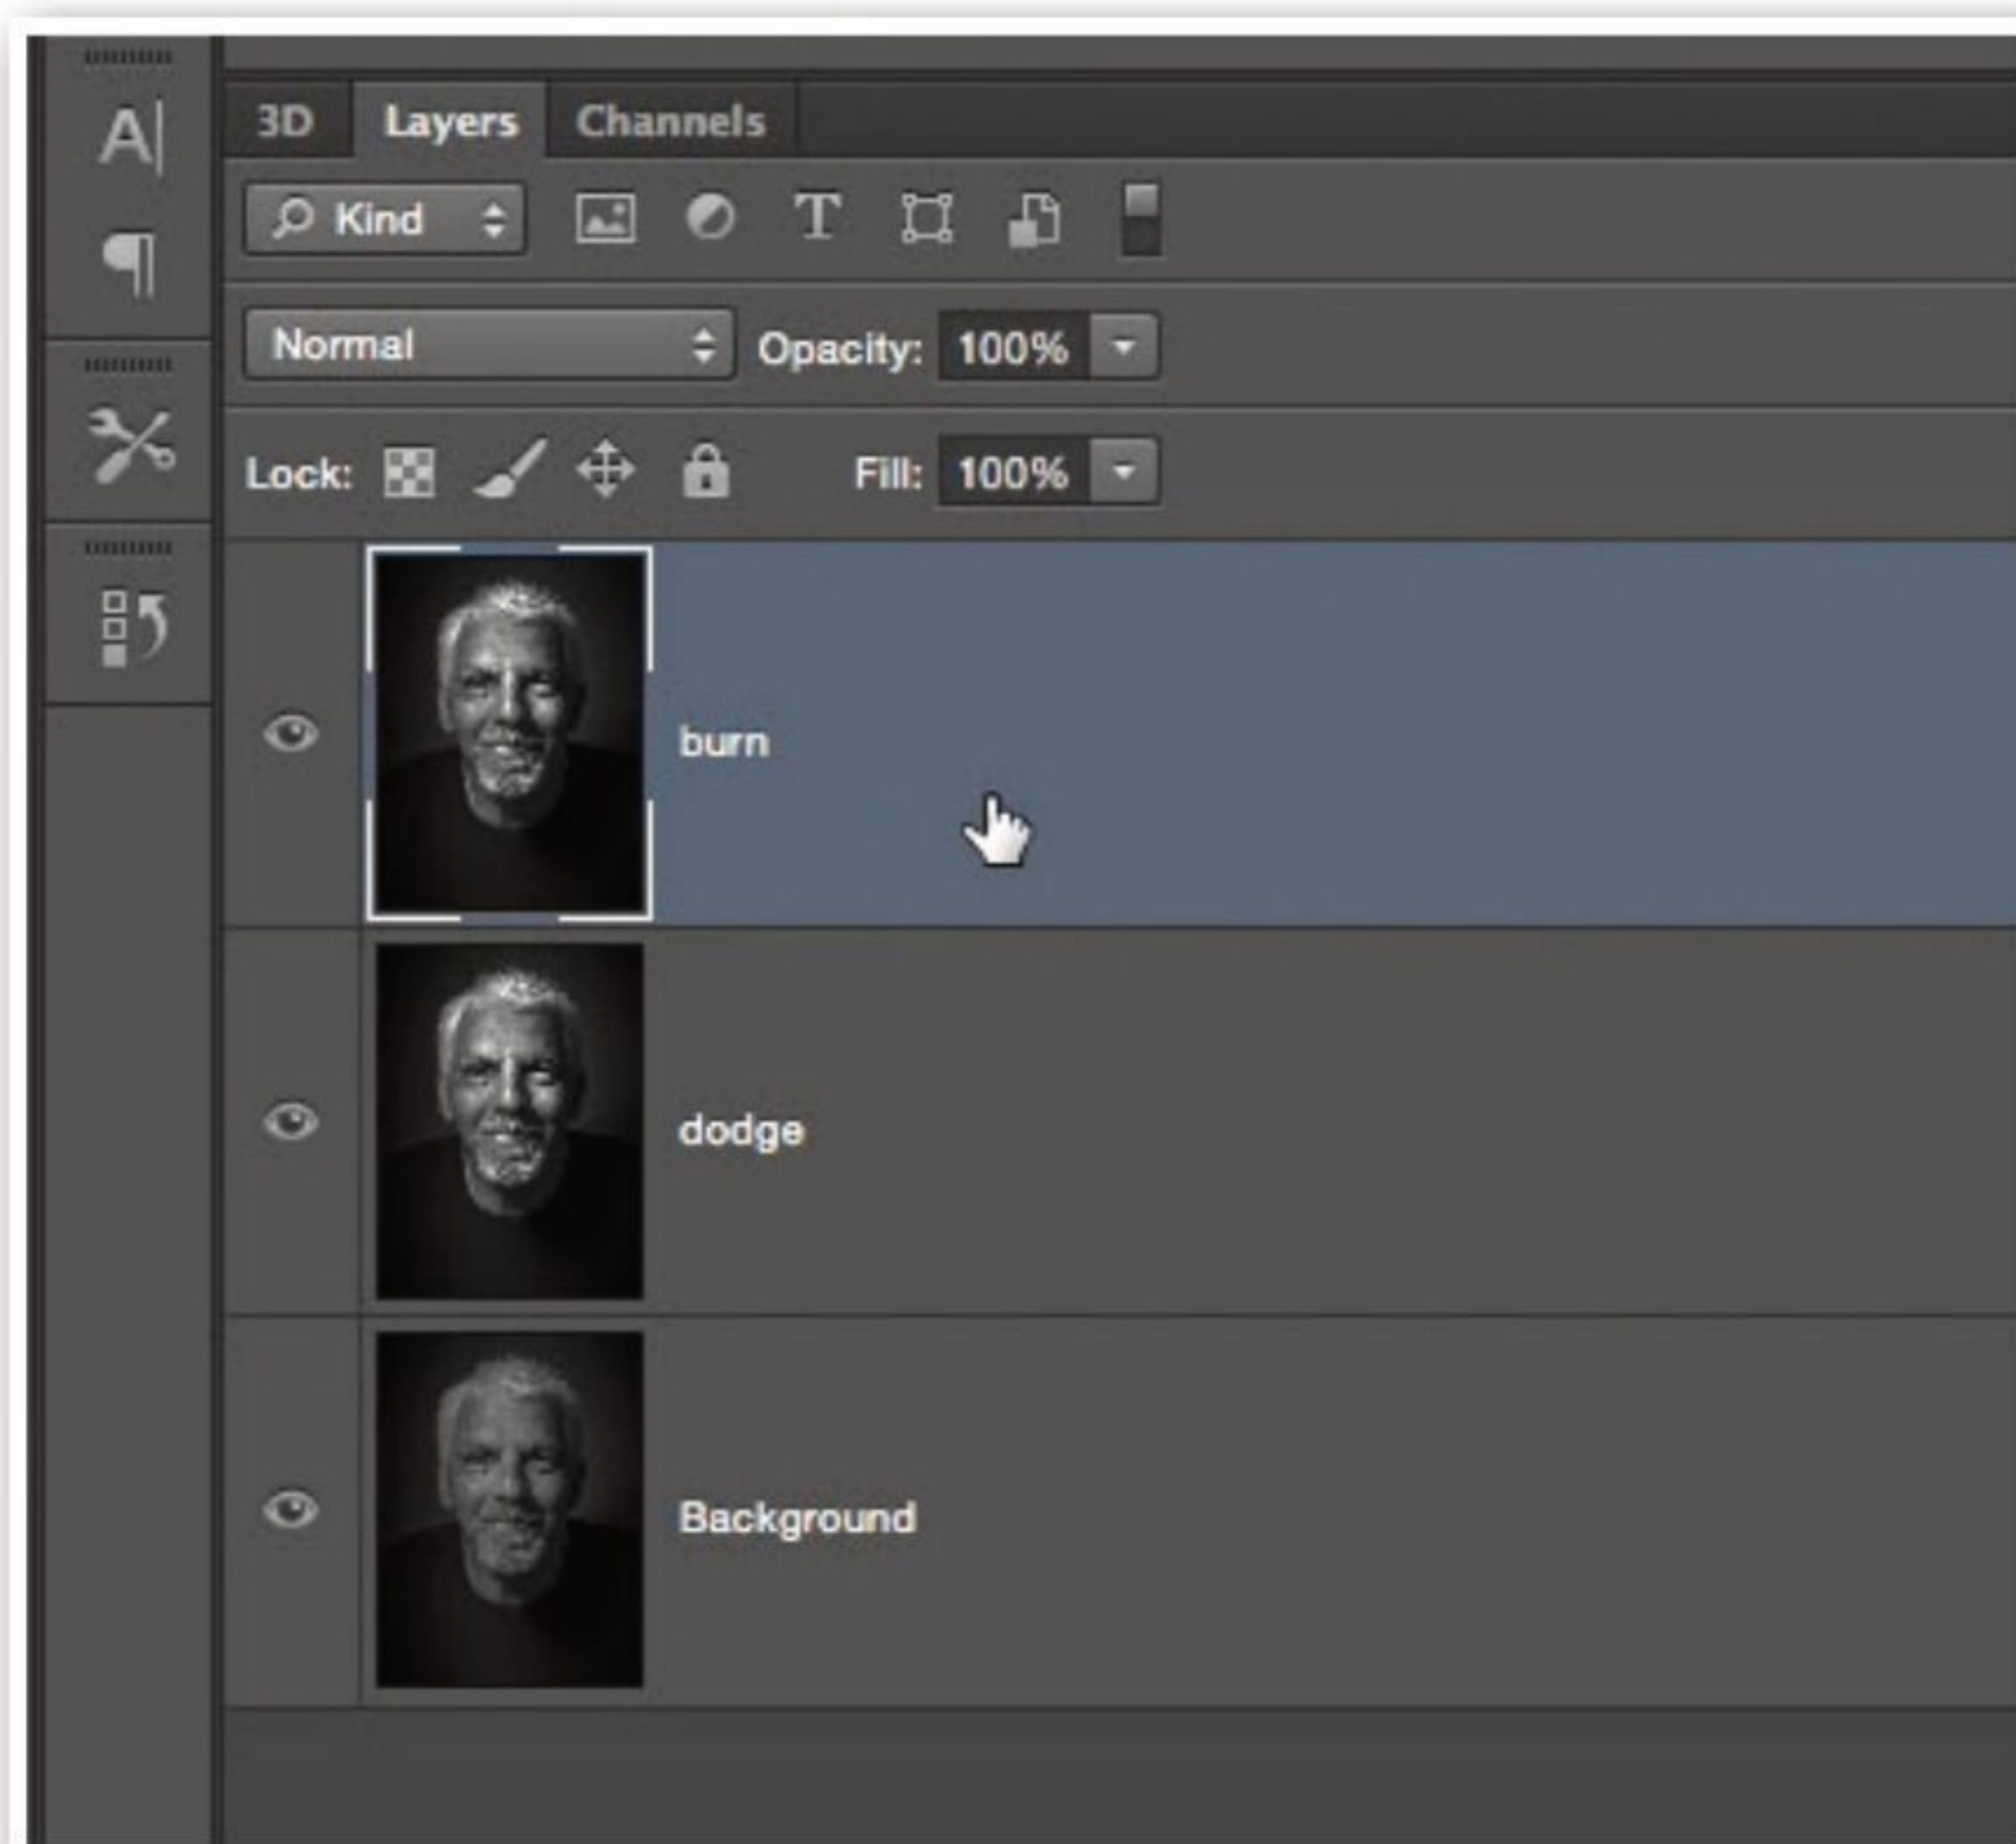 A|
3D Layers Channels
Kind T
Normal Opacity: 100%
Lock: Fill: 100%
burn
dodge
Background